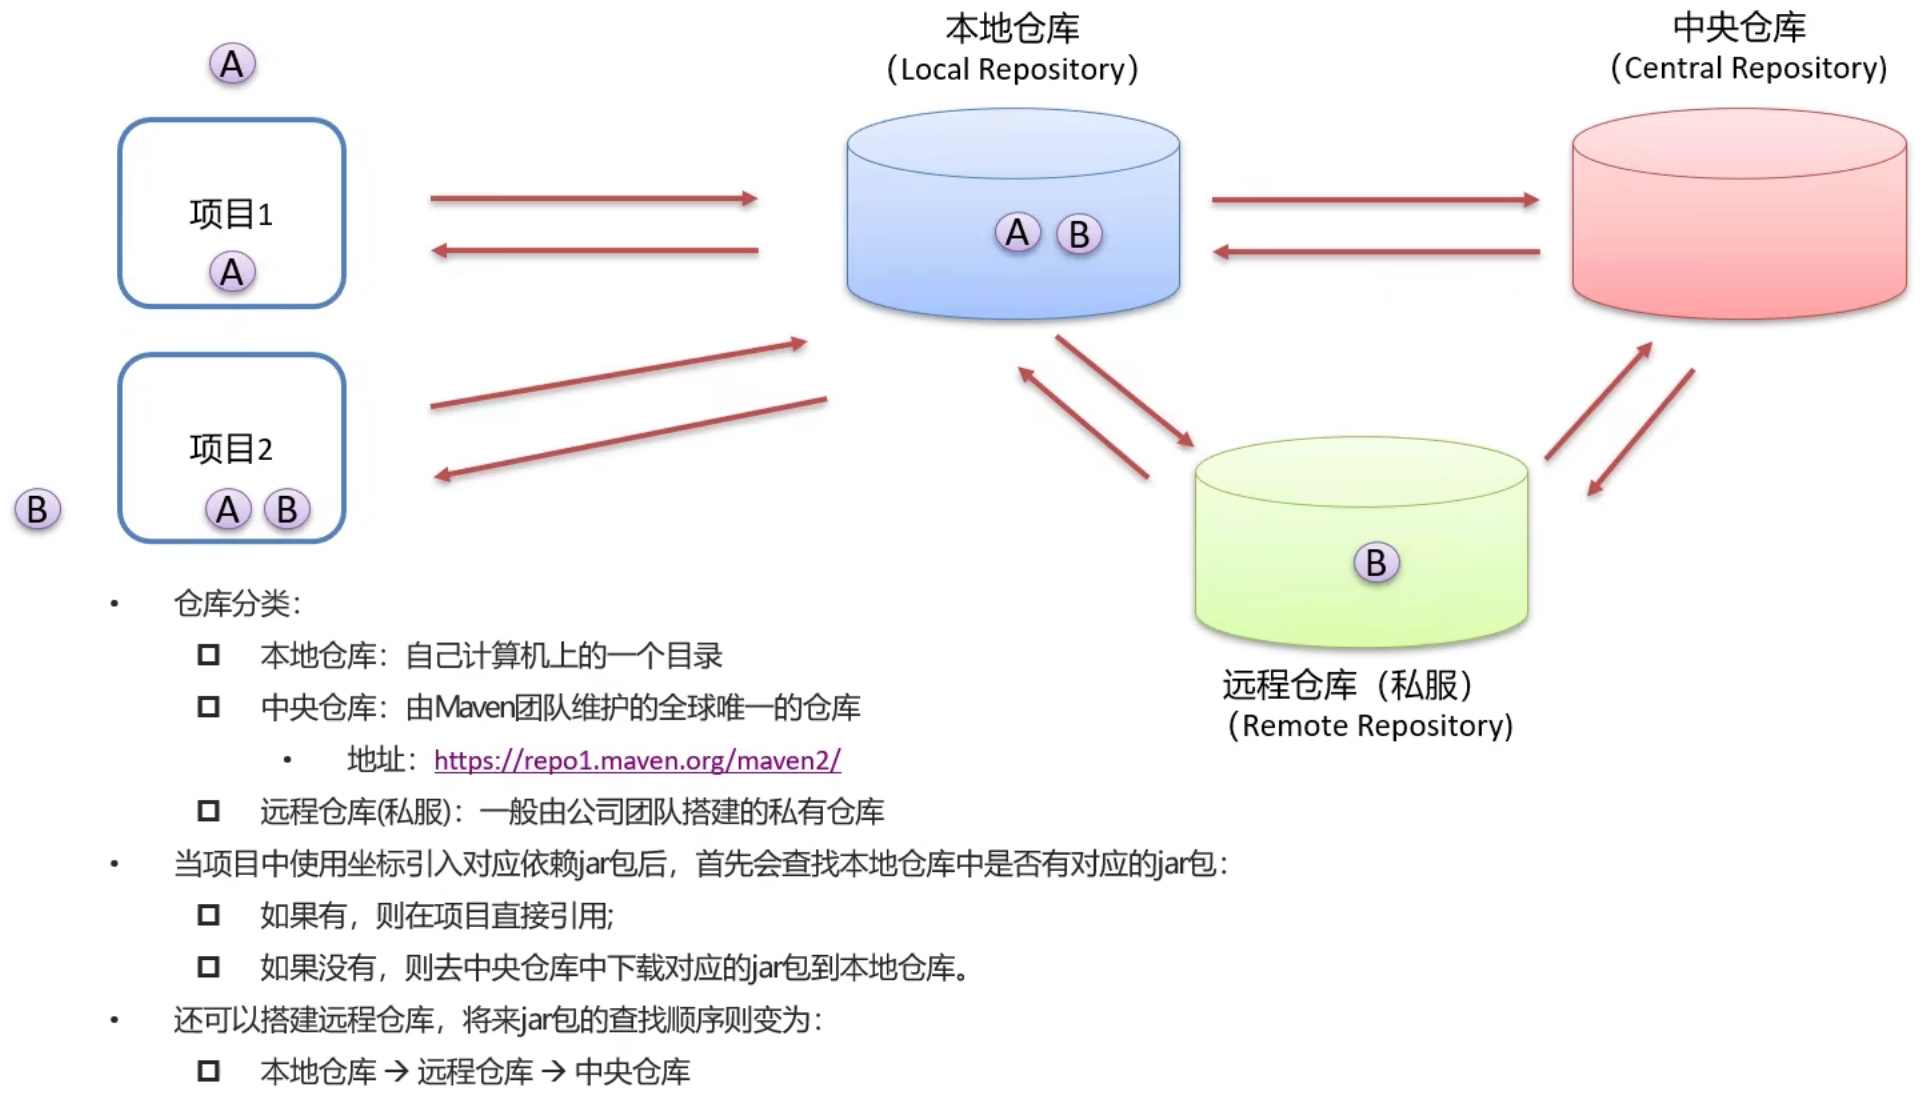 A
本地仓库
（Local Repository）
中央仓库
（Central Repository）
项目1
A
A B
项目2
A B
B
B
远程仓库（私服）
（Remote Repository）
• 仓库分类：
本地仓库：自己计算机上的一个目录
中央仓库：由Maven团队维护的全球唯一的仓库
• 地址：https://repo1.maven.org/maven2/
远程仓库(私服)：一般由公司团队搭建的私有仓库
• 当项目中使用坐标引入对应依赖jar包后，首先会查找本地仓库中是否有对应的jar包：
如果有，则在项目直接引用;
如果没有，则去中央仓库中下载对应的jar包到本地仓库。
• 还可以搭建远程仓库，将来jar包的查找顺序则变为：
本地仓库 → 远程仓库 → 中央仓库